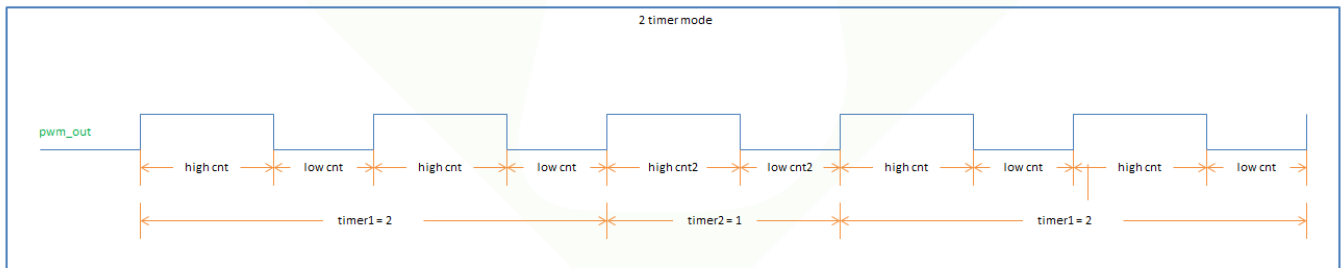 2 timer mode
pwm_out
high cnt low cnt high cnt low cnt high cnt2 low cnt2 high cnt low cnt high cnt low cnt
timer1 = 2 timer2 = 1 timer1 = 2